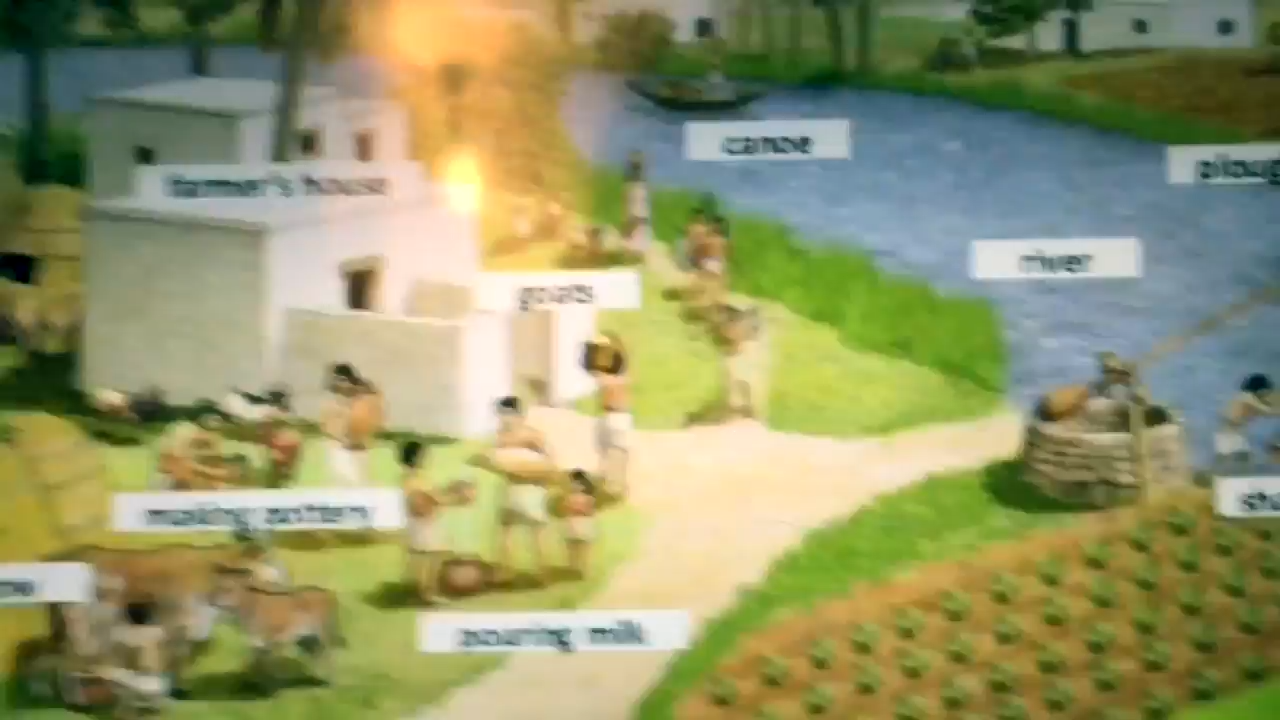 canoe
farmer's house
river
goats
making pottery
pouring milk